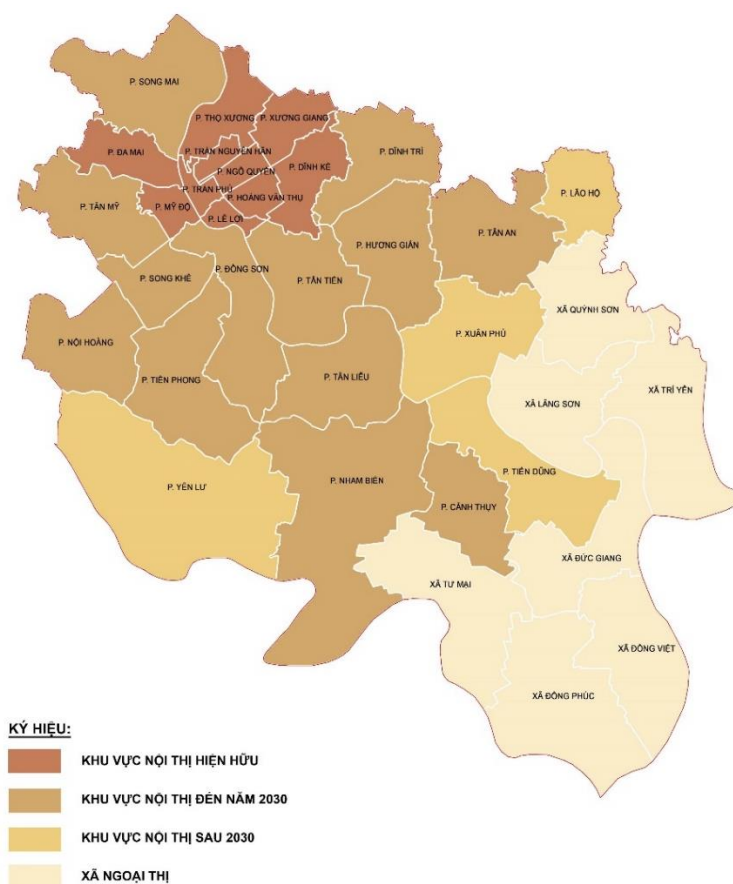 P. SONG MAI
P. THỌ XƯƠNG
P. XƯƠNG GIANG
P. ĐA MAI
P. TRẦN NGUYÊN HÃN
P. DĨNH TRÌ
P. NGÔ QUYỀN
P. DĨNH KẾ
P. TRẦN PHÚ
P. HOÀNG VĂN THỤ
P. LÃO HỘ
P. TÂN MỸ
P. MỸ ĐỘ
P. LÊ LỢI
P. TÂN AN
P. HƯƠNG GIÁN
P. ĐỒNG SƠN
P. SONG KHÊ
P. TÂN TIẾN
XÃ QUỲNH SƠN
P. XUÂN PHÚ
P. NỘI HOÀNG
P. TIỀN PHONG
P. TÂN LIỄU
XÃ TRÍ YÊN
XÃ LÃNG SƠN
P. TIẾN DŨNG
P. YÊN LƯ
P. NHAM BIỀN
P. CẢNH THỤY
XÃ ĐỨC GIANG
XÃ TƯ MẠI
XÃ ĐỒNG VIỆT
XÃ ĐỒNG PHÚC
KÝ HIỆU:
KHU VỰC NỘI THỊ HIỆN HỮU
KHU VỰC NỘI THỊ ĐẾN NĂM 2030
KHU VỰC NỘI THỊ SAU 2030
XÃ NGOẠI THỊ